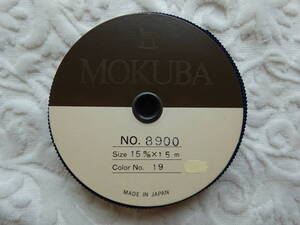 MOKUBA
NO. 8900
Size 15 ㎜×15 m
Color No. 19
MADE IN JAPAN